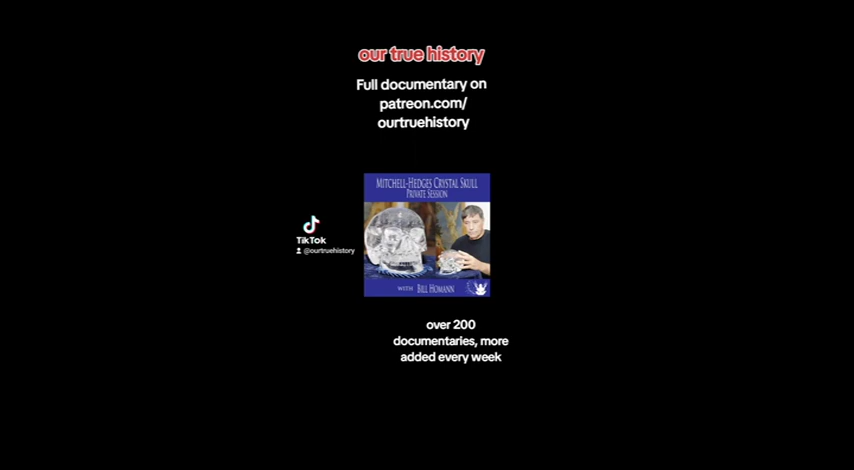 our true history
Full documentary on
patreon.com/
ourtruehistory
MITCHELL-HEDGES CRYSTAL SKULL
PRIVATE SESSION
TikTok
@ourtruehistory
WITH BILL HOMANN
over 200
documentaries, more
added every week